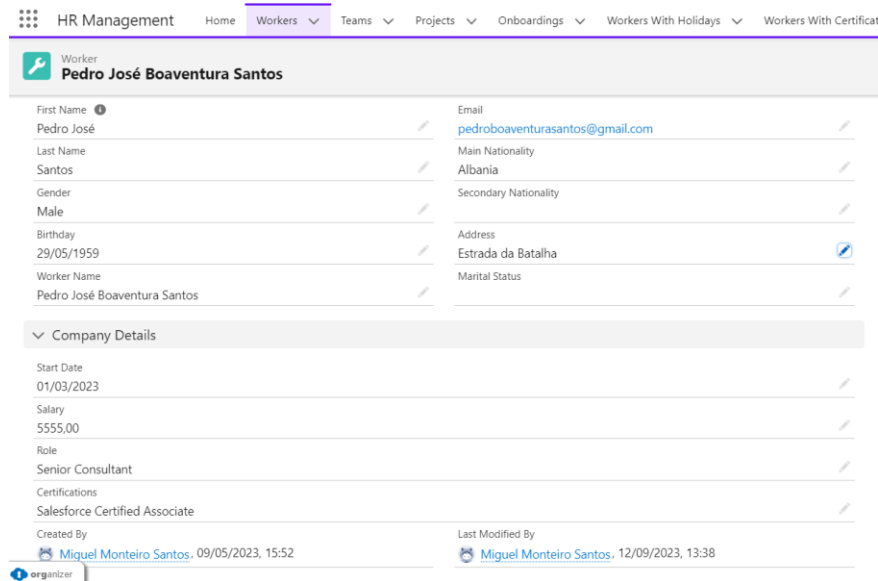 HR Management Home Workers Teams Projects Onboardings Workers With Holidays Workers With Certificat
Worker
Pedro José Boaventura Santos
First Name
Pedro José
Last Name
Santos
Gender
Male
Birthday
29/05/1959
Worker Name
Pedro José Boaventura Santos
Email
pedroboaventurasantos@gmail.com
Main Nationality
Albania
Secondary Nationality
Address
Estrada da Batalha
Marital Status
Company Details
Start Date
01/03/2023
Salary
5555,00
Role
Senior Consultant
Certifications
Salesforce Certified Associate
Created By
Miguel Monteiro Santos, 09/05/2023, 15:52
Last Modified By
Miguel Monteiro Santos, 12/09/2023, 13:38
organizer